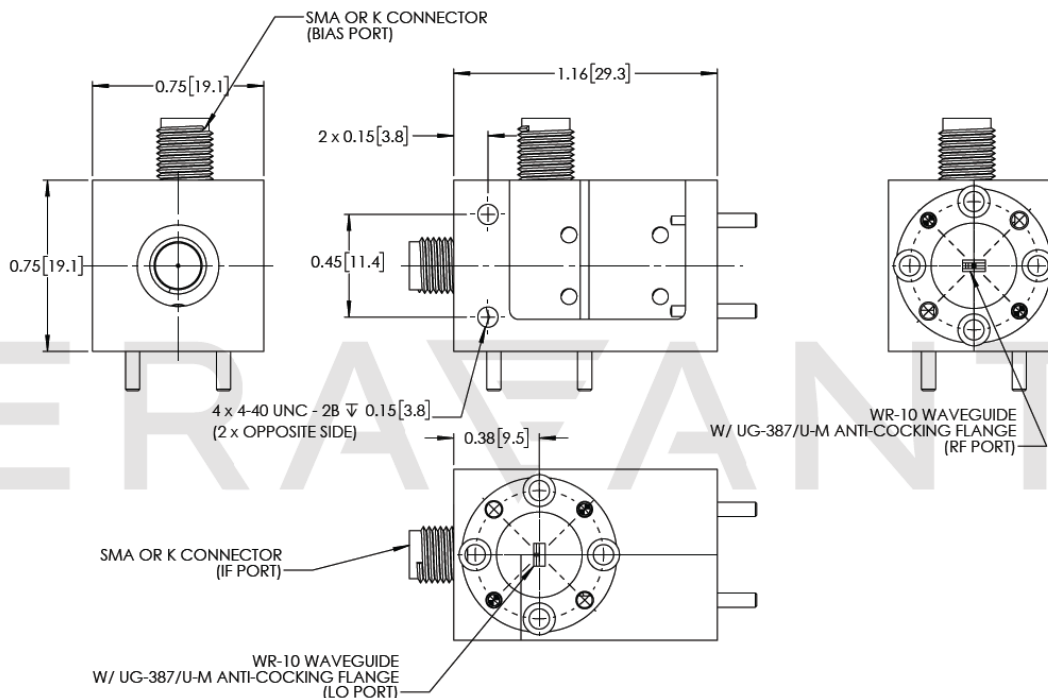 SMA OR K CONNECTOR
(BIAS PORT)
0.75[19.1]
1.16[29.3]
2 x 0.15[3.8]
0.75[19.1]
0.45[11.4]
4 x 4-40 UNC - 2B ↧ 0.15[3.8]
(2 x OPPOSITE SIDE)
WR-10 WAVEGUIDE
W/ UG-387/U-M ANTI-COCKING FLANGE
(RF PORT)
ERAVANT
0.38[9.5]
SMA OR K CONNECTOR
(IF PORT)
WR-10 WAVEGUIDE
W/ UG-387/U-M ANTI-COCKING FLANGE
(LO PORT)